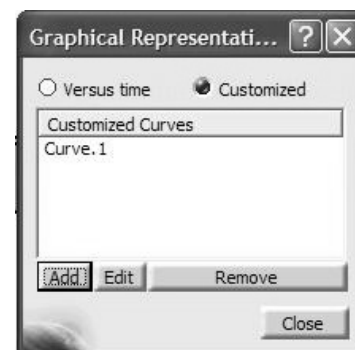 Graphical Representati... ? X
Versus time Customized
Customized Curves
Curve.1
Add Edit Remove
Close